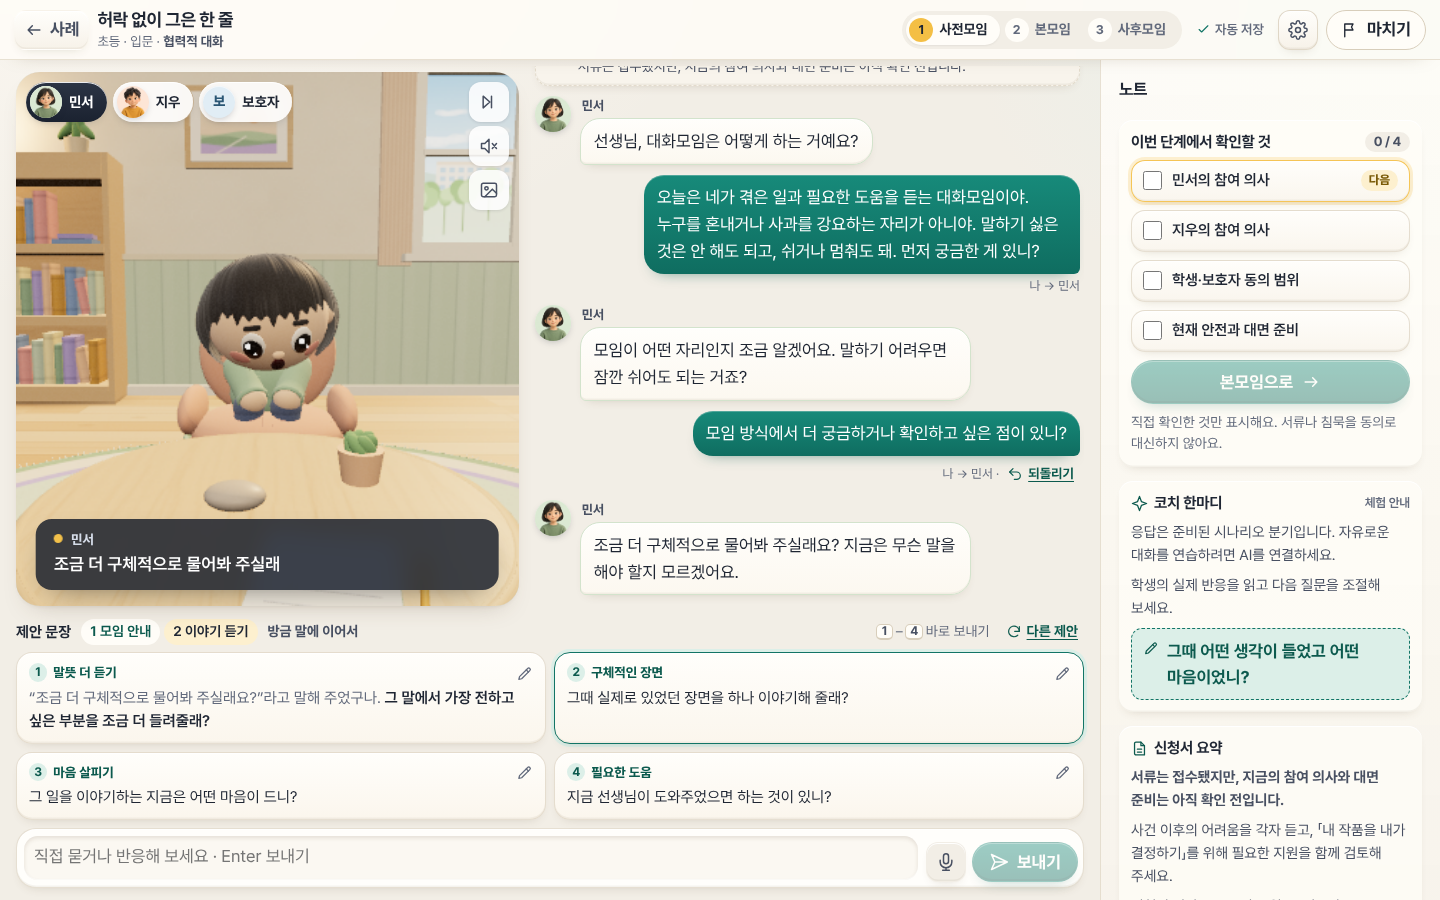 사례
허락 없이 그은 한 줄
초등 · 입문 · 협력적 대화
1 사전모임
2 본모임
3 사후모임
자동 저장
마치기
민서
지우
보 보호자
민서
조금 더 구체적으로 물어봐 주실래
서류는 접수됐지만, 지금의 참여 의사와 대면 준비는 아직 확인 전입니다.
민서
선생님, 대화모임은 어떻게 하는 거예요?
오늘은 네가 겪은 일과 필요한 도움을 듣는 대화모임이야.
누구를 혼내거나 사과를 강요하는 자리가 아니야. 말하기 싫은
것은 안 해도 되고, 쉬거나 멈춰도 돼. 먼저 궁금한 게 있니?
나 → 민서
민서
모임이 어떤 자리인지 조금 알겠어요. 말하기 어려우면
잠깐 쉬어도 되는 거죠?
모임 방식에서 더 궁금하거나 확인하고 싶은 점이 있니?
나 → 민서 · 되돌리기
민서
조금 더 구체적으로 물어봐 주실래요? 지금은 무슨 말을
해야 할지 모르겠어요.
제안 문장
1 모임 안내
2 이야기 듣기
방금 말에 이어서
1 – 4 바로 보내기
다른 제안
1 말뜻 더 듣기
“조금 더 구체적으로 물어봐 주실래요?”라고 말해 주었구나. 그 말에서 가장 전하고
싶은 부분을 조금 더 들려줄래?
2 구체적인 장면
그때 실제로 있었던 장면을 하나 이야기해 줄래?
3 마음 살피기
그 일을 이야기하는 지금은 어떤 마음이 드니?
4 필요한 도움
지금 선생님이 도와주었으면 하는 것이 있니?
직접 묻거나 반응해 보세요 · Enter 보내기
보내기
노트
이번 단계에서 확인할 것
0 / 4
민서의 참여 의사
다음
지우의 참여 의사
학생·보호자 동의 범위
현재 안전과 대면 준비
본모임으로 →
직접 확인한 것만 표시해요. 서류나 침묵을 동의로
대신하지 않아요.
코치 한마디
체험 안내
응답은 준비된 시나리오 분기입니다. 자유로운
대화를 연습하려면 AI를 연결하세요.
학생의 실제 반응을 읽고 다음 질문을 조절해
보세요.
그때 어떤 생각이 들었고 어떤
마음이었니?
신청서 요약
서류는 접수됐지만, 지금의 참여 의사와 대면
준비는 아직 확인 전입니다.
사건 이후의 어려움을 각자 듣고, 「내 작품을 내가
결정하기」를 위해 필요한 지원을 함께 검토해
주세요.